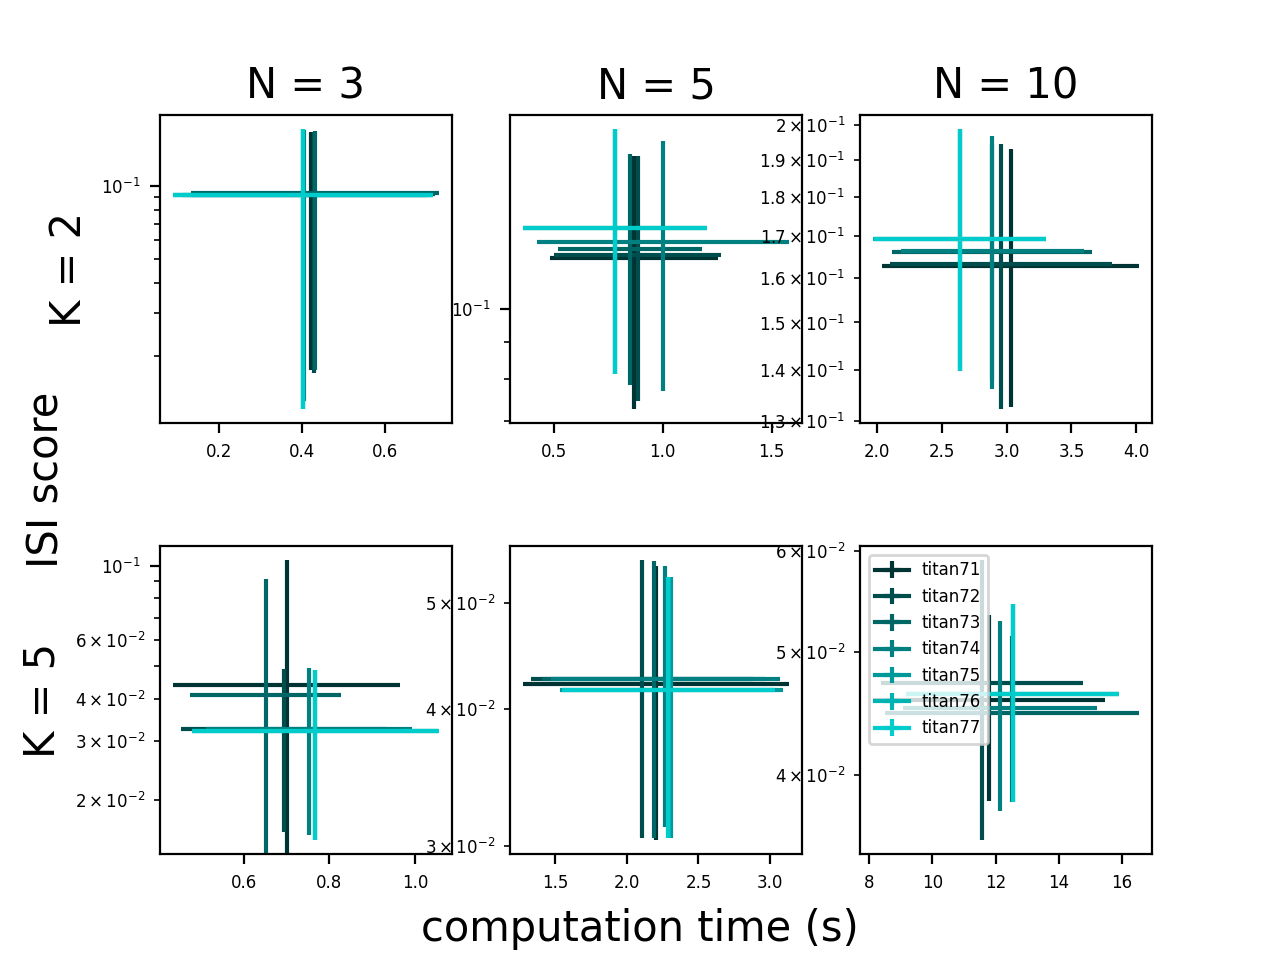 N = 3 N = 5 N = 10
K = 2
10⁻¹
0.2 0.4 0.6
10⁻¹
0.5 1.0 1.5
2×10⁻¹
1.9×10⁻¹
1.8×10⁻¹
1.7×10⁻¹
1.6×10⁻¹
1.5×10⁻¹
1.4×10⁻¹
1.3×10⁻¹
2.0 2.5 3.0 3.5 4.0
ISI score
K = 5
10⁻¹
6×10⁻²
4×10⁻²
3×10⁻²
2×10⁻²
0.6 0.8 1.0
5×10⁻²
4×10⁻²
3×10⁻²
1.5 2.0 2.5 3.0
6×10⁻²
5×10⁻²
4×10⁻²
titan71
titan72
titan73
titan74
titan75
titan76
titan77
8 10 12 14 16
computation time (s)